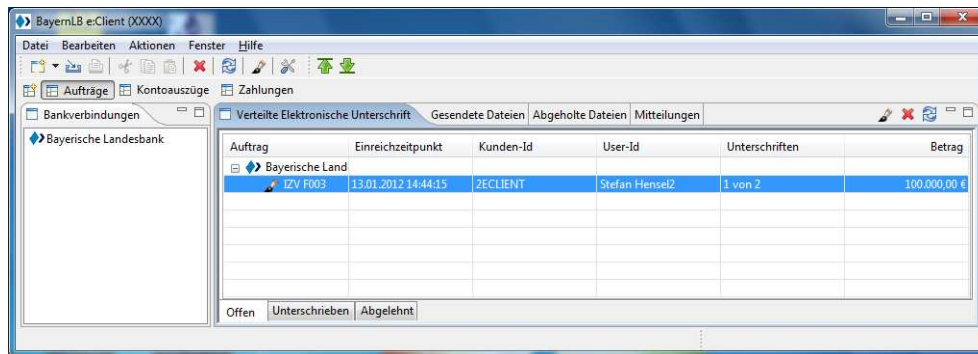 BayernLB e:Client (XXXX)
Datei Bearbeiten Aktionen Fenster Hilfe
Aufträge Kontoauszüge Zahlungen
Bankverbindungen
Bayerische Landesbank
Verteilte Elektronische Unterschrift Gesendete Dateien Abgeholte Dateien Mitteilungen
Auftrag Einreichzeitpunkt Kunden-Id User-Id Unterschriften Betrag
Bayerische Land
IZV F003 13.01.2012 14:44:15 2ECLIENT Stefan Hensel2 1 von 2 100.000,00 €
Offen Unterschrieben Abgelehnt